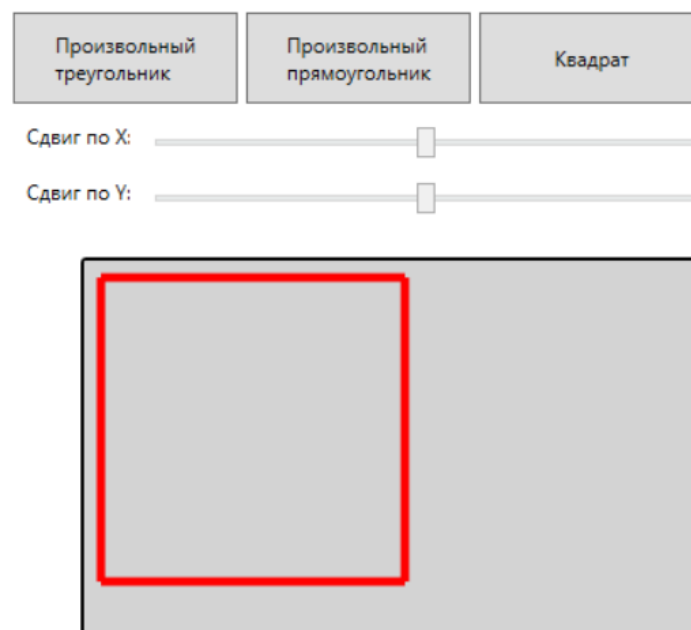 Произвольный
треугольник
Произвольный
прямоугольник
Квадрат
Сдвиг по X:
Сдвиг по Y: